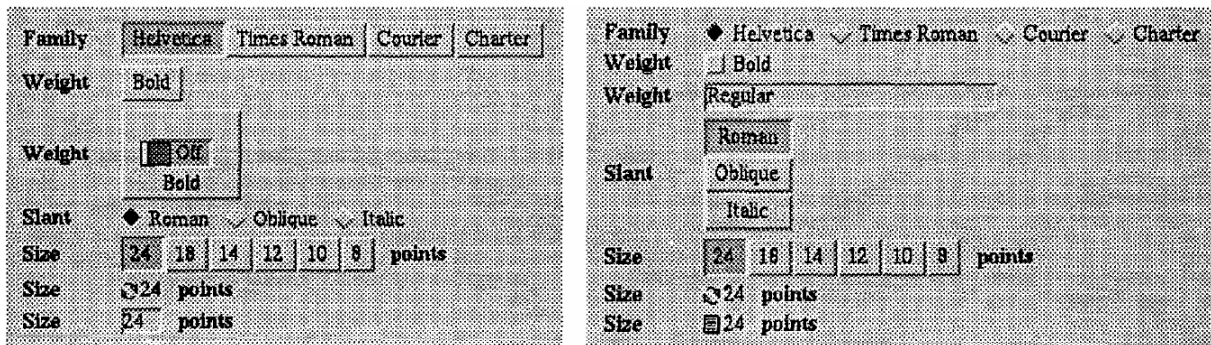 Family Helvetica Times Roman Courier Charter
Weight Bold
Weight Off
Bold
Slant Roman Oblique Italic
Size 24 18 14 12 10 8 points
Size 24 points
Size 24 points
Family Helvetica Times Roman Courier Charter
Weight Bold
Weight Regular
Roman
Slant Oblique
Italic
Size 24 18 14 12 10 8 points
Size 24 points
Size 24 points